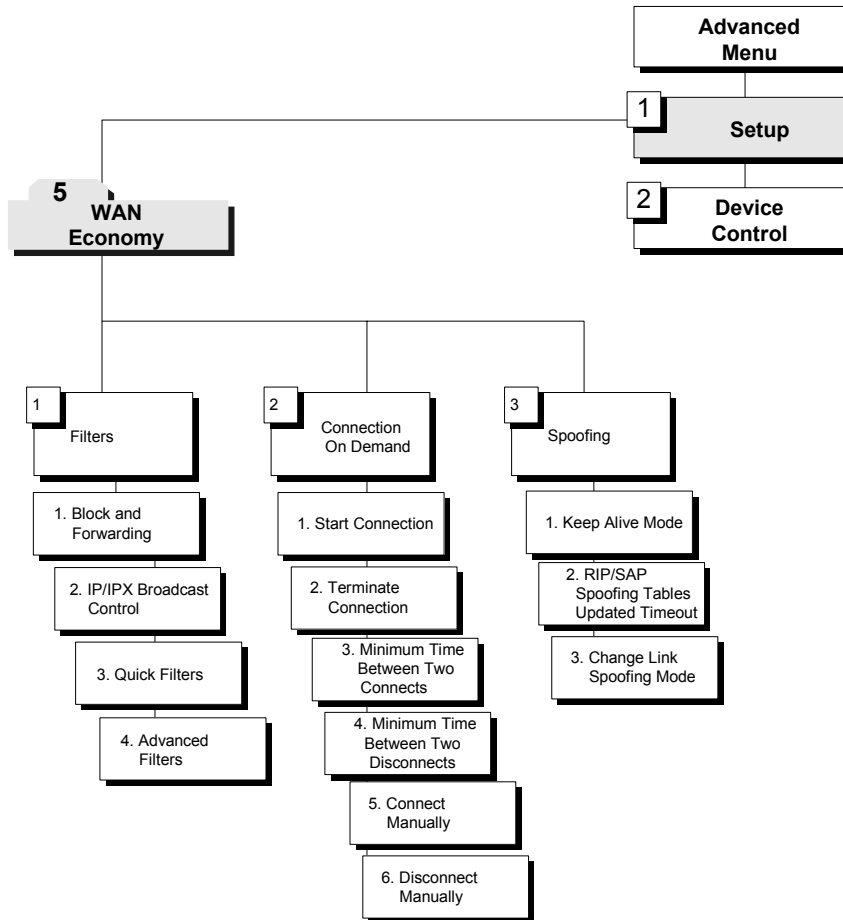 Advanced
Menu
1
Setup
2
Device
Control
5
WAN
Economy
1
Filters
1. Block and
Forwarding
2. IP/IPX Broadcast
Control
3. Quick Filters
4. Advanced
Filters
2
Connection
On Demand
1. Start Connection
2. Terminate
Connection
3. Minimum Time
Between Two
Connects
4. Minimum Time
Between Two
Disconnects
5. Connect
Manually
6. Disconnect
Manually
3
Spoofing
1. Keep Alive Mode
2. RIP/SAP
Spoofing Tables
Updated Timeout
3. Change Link
Spoofing Mode